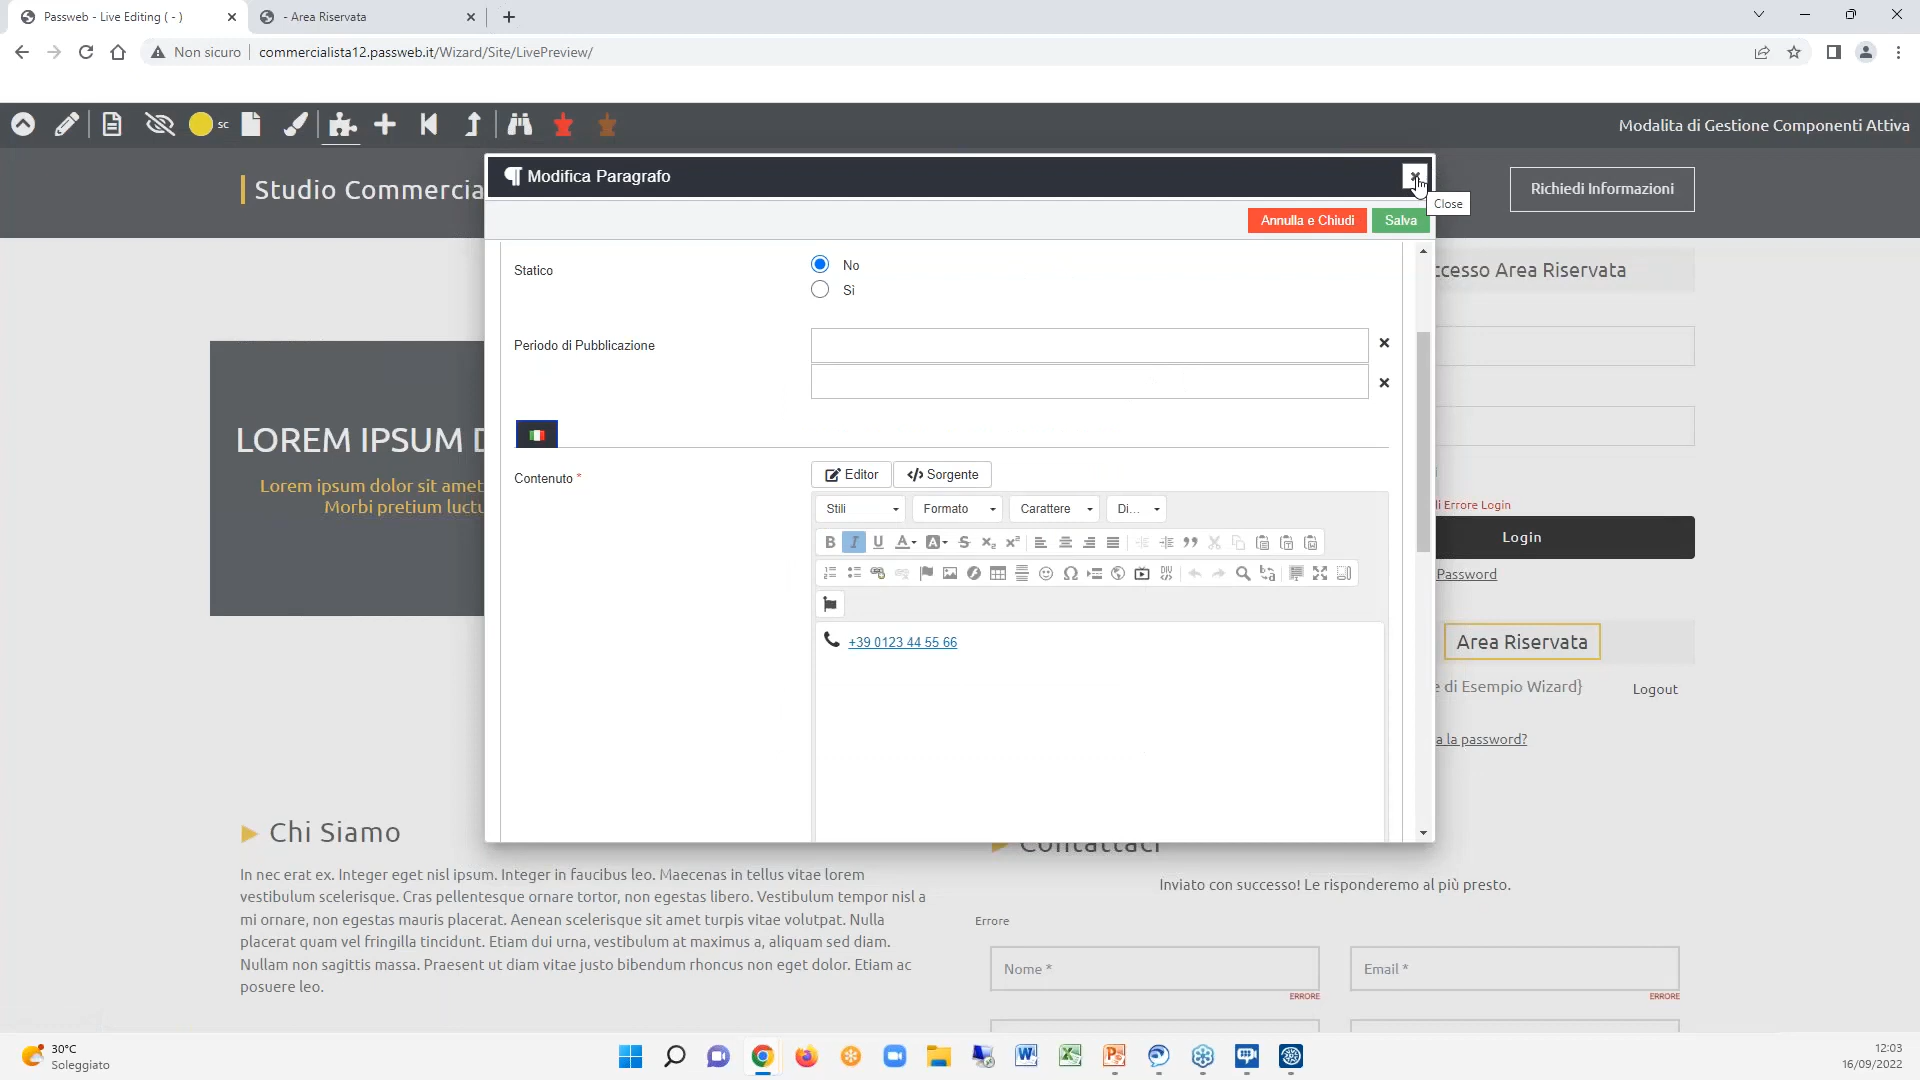 Passweb - Live Editing ( - )
- Area Riservata
Non sicuro
commercialista12.passweb.it/Wizard/Site/LivePreview/
sc
Modalita di Gestione Componenti Attiva
Studio Commercia
Modifica Paragrafo
Close
Richiedi Informazioni
Annulla e Chiudi
Salva
Statico
No
Sì
ccesso Area Riservata
Periodo di Pubblicazione
LOREM IPSUM D
Lorem ipsum dolor sit amet
Morbi pretium luctu
Contenuto *
Editor
Sorgente
Stili
Formato
Carattere
Di...
di Errore Login
Login
Password
+39 0123 44 55 66
Area Riservata
e di Esempio Wizard}
Logout
a la password?
Chi Siamo
Contattaci
In nec erat ex. Integer eget nisl ipsum. Integer in faucibus leo. Maecenas in tellus vitae lorem
vestibulum scelerisque. Cras pellentesque ornare tortor, non egestas libero. Vestibulum tempor nisl a
mi ornare, non egestas mauris placerat. Aenean scelerisque sit amet turpis vitae volutpat. Nulla
placerat quam vel fringilla tincidunt. Etiam dui urna, vestibulum at maximus a, aliquam sed diam.
Nullam non sagittis massa. Praesent ut diam vitae justo bibendum rhoncus non eget dolor. Etiam ac
posuere leo.
Inviato con successo! Le risponderemo al più presto.
Errore
Nome *
Email *
ERRORE
ERRORE
30°C
Soleggiato
12:03
16/09/2022